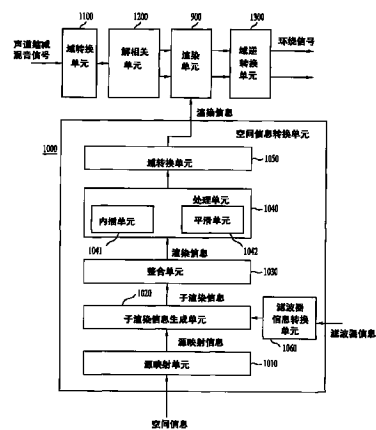 1100
1200
900
1300
声道缩减
混音信号
域转换
单元
解相关
单元
渲染
单元
域逆
转换
单元
环绕信号
渲染信息
空间信息转换单元
1000
域转换单元
1050
处理单元
内插单元
平滑单元
1040
1041
1042
渲染信息
整合单元
1030
1020
子渲染信息
子渲染信息生成单元
滤波器
信息转换
单元
1060
滤波器信息
源映射信息
源映射单元
1010
空间信息